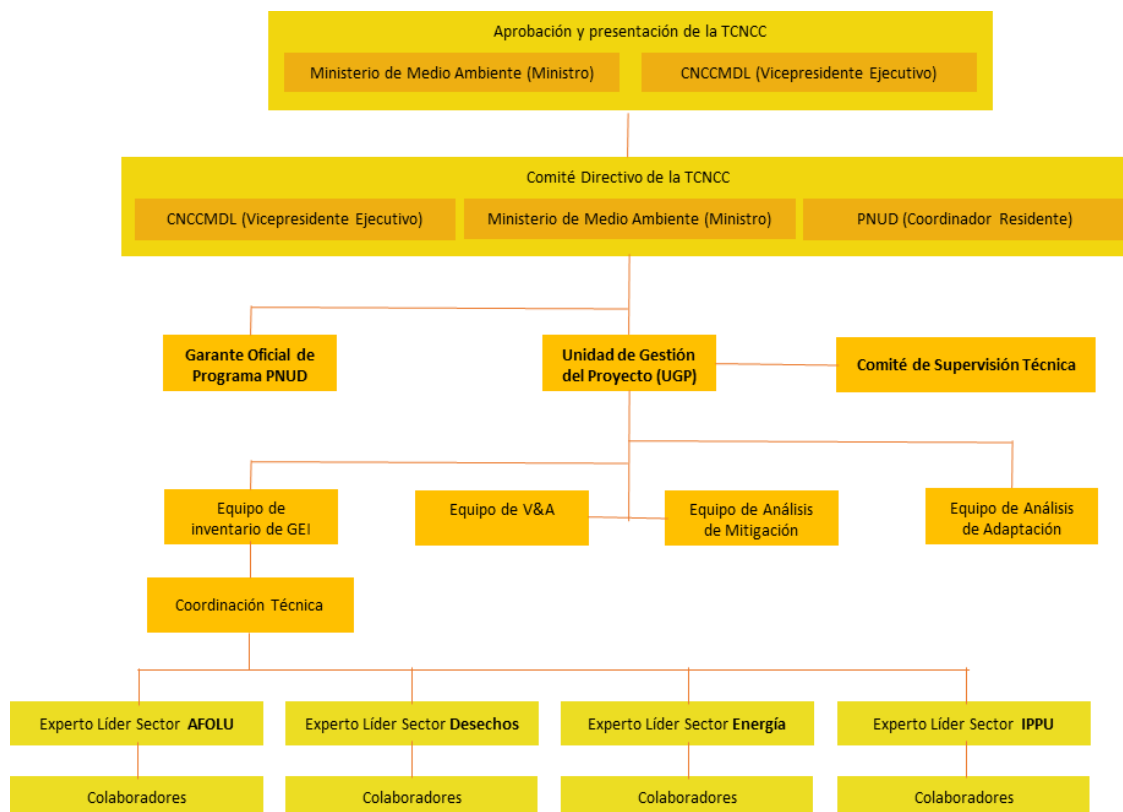 Aprobación y presentación de la TCNCC
Ministerio de Medio Ambiente (Ministro)
CNCCMDL (Vicepresidente Ejecutivo)
Comité Directivo de la TCNCC
CNCCMDL (Vicepresidente Ejecutivo)
Ministerio de Medio Ambiente (Ministro)
PNUD (Coordinador Residente)
Garante Oficial de
Programa PNUD
Unidad de Gestión
del Proyecto (UGP)
Comité de Supervisión Técnica
Equipo de
inventario de GEI
Equipo de V&A
Equipo de Análisis
de Mitigación
Equipo de Análisis
de Adaptación
Coordinación Técnica
Experto Líder Sector AFOLU
Experto Líder Sector Desechos
Experto Líder Sector Energía
Experto Líder Sector IPPU
Colaboradores
Colaboradores
Colaboradores
Colaboradores